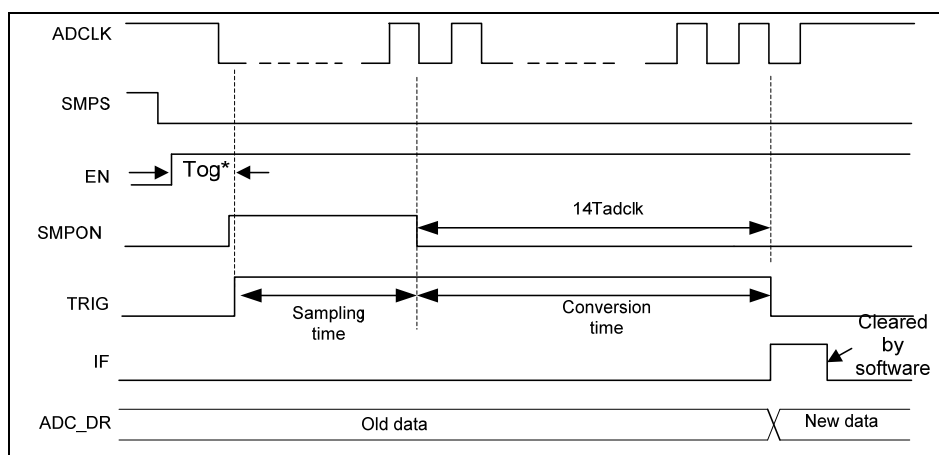 ADCLK
SMPS
EN
Tog*
SMPON
14Tadclk
TRIG
Sampling
time
Conversion
time
IF
Cleared
by
software
ADC_DR
Old data
New data